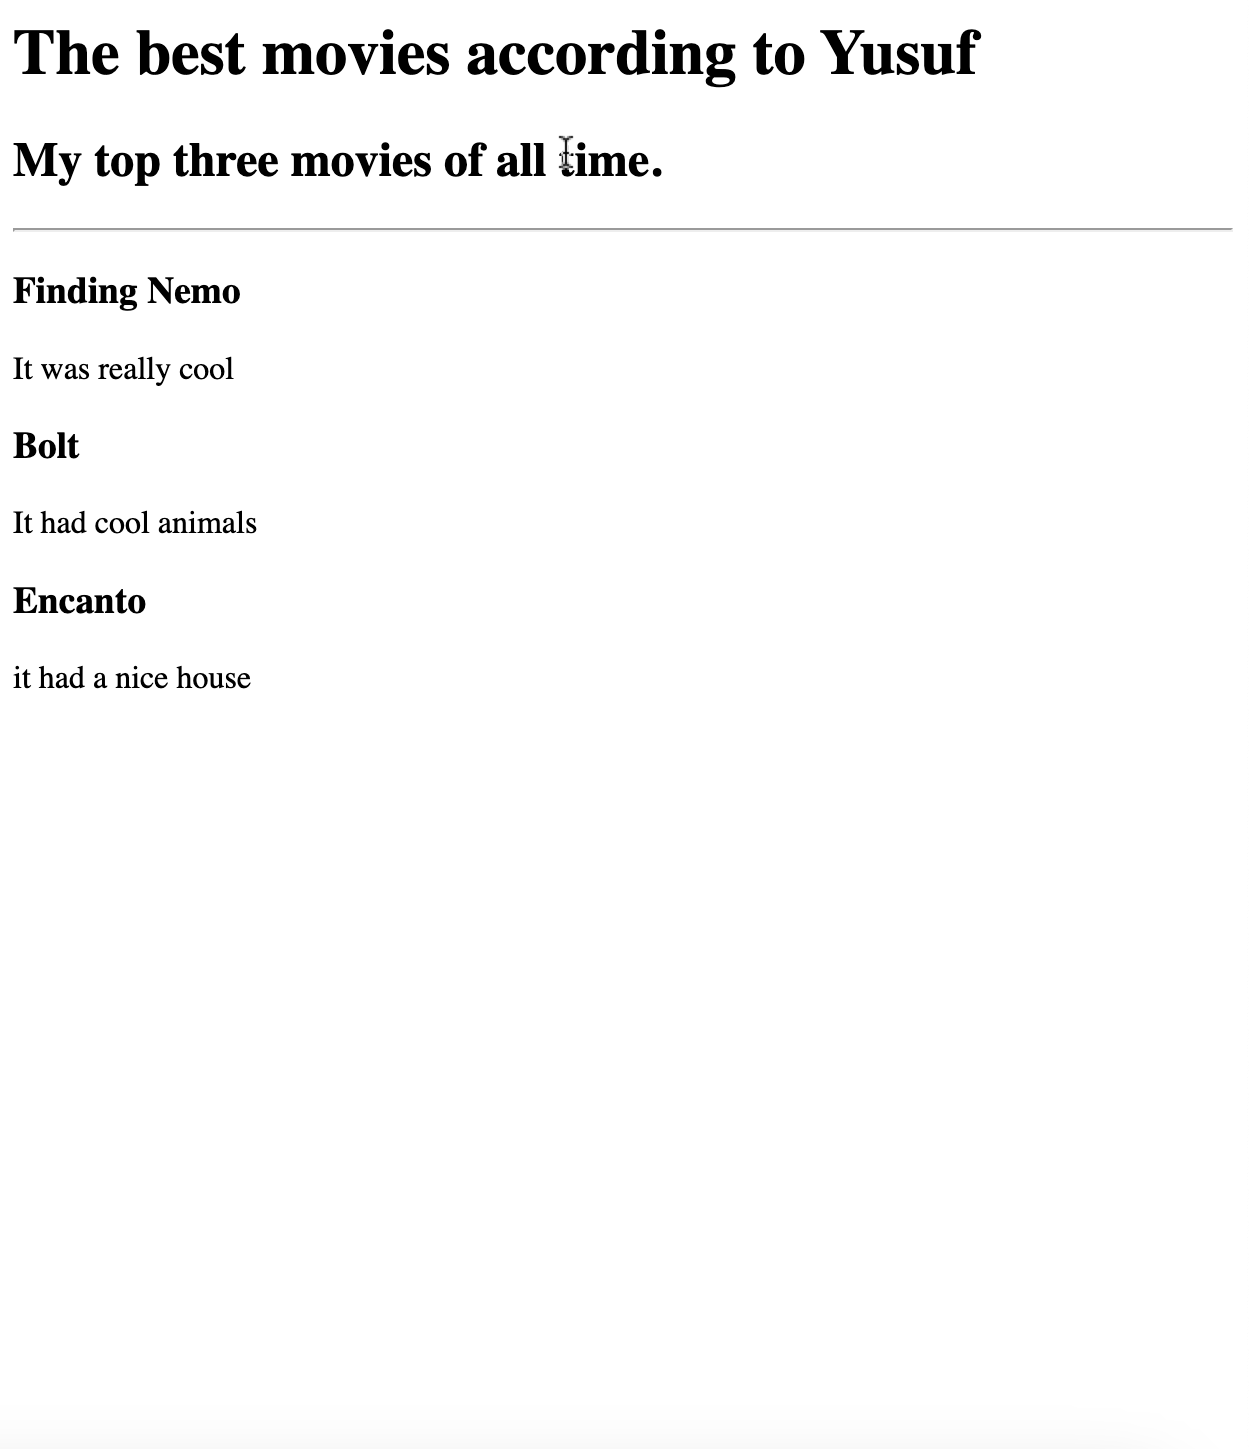 The best movies according to Yusuf
My top three movies of all time.
Finding Nemo
It was really cool
Bolt
It had cool animals
Encanto
it had a nice house